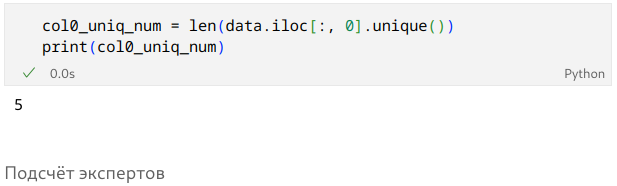 col0_uniq_num = len(data.iloc[:, 0].unique())
print(col0_uniq_num)
✓ 0.0s Python
5
Подсчёт экспертов